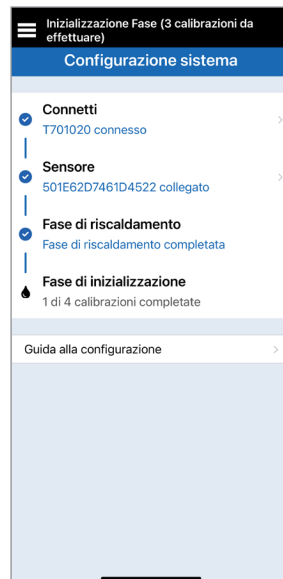 Inizializzazione Fase (3 calibrazioni da
effettuare)
Configurazione sistema
Connetti
T701020 connesso
Sensore
501E62D7461D4522 collegato
Fase di riscaldamento
Fase di riscaldamento completata
Fase di inizializzazione
1 di 4 calibrazioni completate
Guida alla configurazione